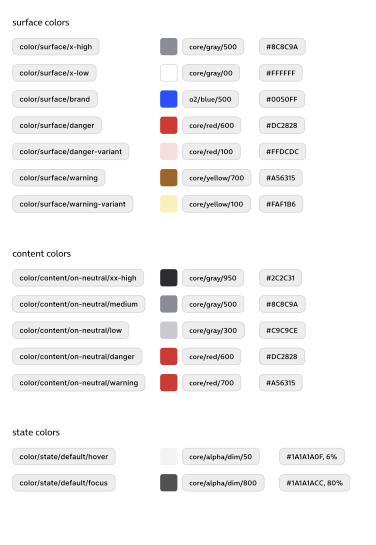 surface colors
color/surface/x-high core/gray/500 #8C8C9A
color/surface/x-low core/gray/00 #FFFFFF
color/surface/brand o2/blue/500 #0050FF
color/surface/danger core/red/600 #DC2828
color/surface/danger-variant core/red/100 #FFDCDC
color/surface/warning core/yellow/700 #A56315
color/surface/warning-variant core/yellow/100 #FAF1B6
content colors
color/content/on-neutral/xx-high core/gray/950 #2C2C31
color/content/on-neutral/medium core/gray/500 #8C8C9A
color/content/on-neutral/low core/gray/300 #C9C9CE
color/content/on-neutral/danger core/red/600 #DC2828
color/content/on-neutral/warning core/red/700 #A56315
state colors
color/state/default/hover core/alpha/dim/50 #1A1A1A0F, 6%
color/state/default/focus core/alpha/dim/800 #1A1A1ACC, 80%